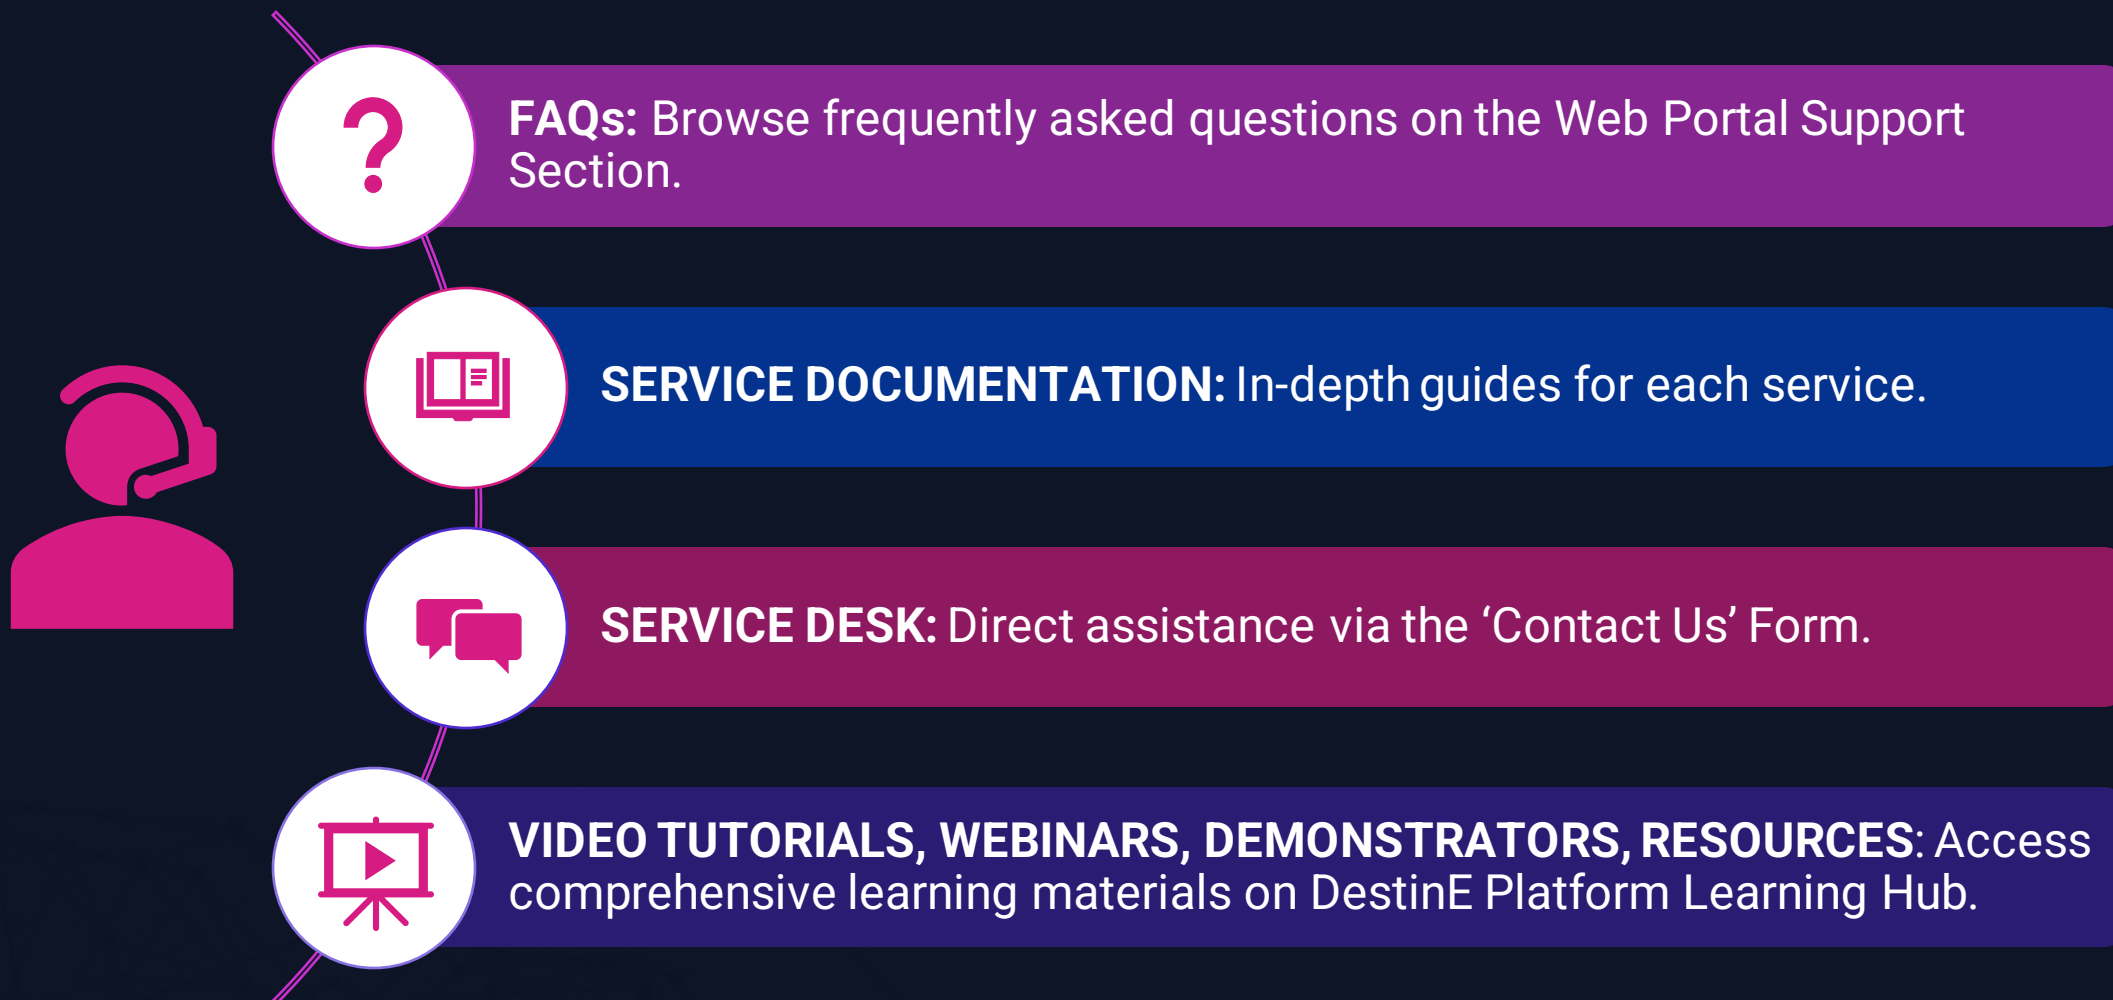 FAQs: Browse frequently asked questions on the Web Portal Support
Section.
SERVICE DOCUMENTATION: In-depth guides for each service.
SERVICE DESK: Direct assistance via the ‘Contact Us’ Form.
VIDEO TUTORIALS, WEBINARS, DEMONSTRATORS, RESOURCES: Access
comprehensive learning materials on DestinE Platform Learning Hub.